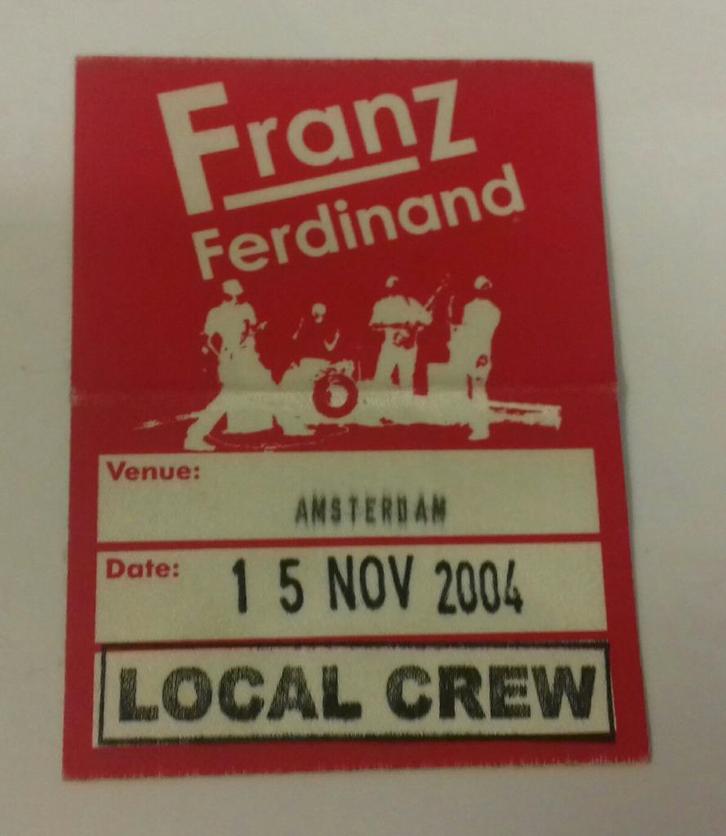 Franz
Ferdinand
Venue:
AMSTERDAM
Date:
15 NOV 2004
LOCAL CREW